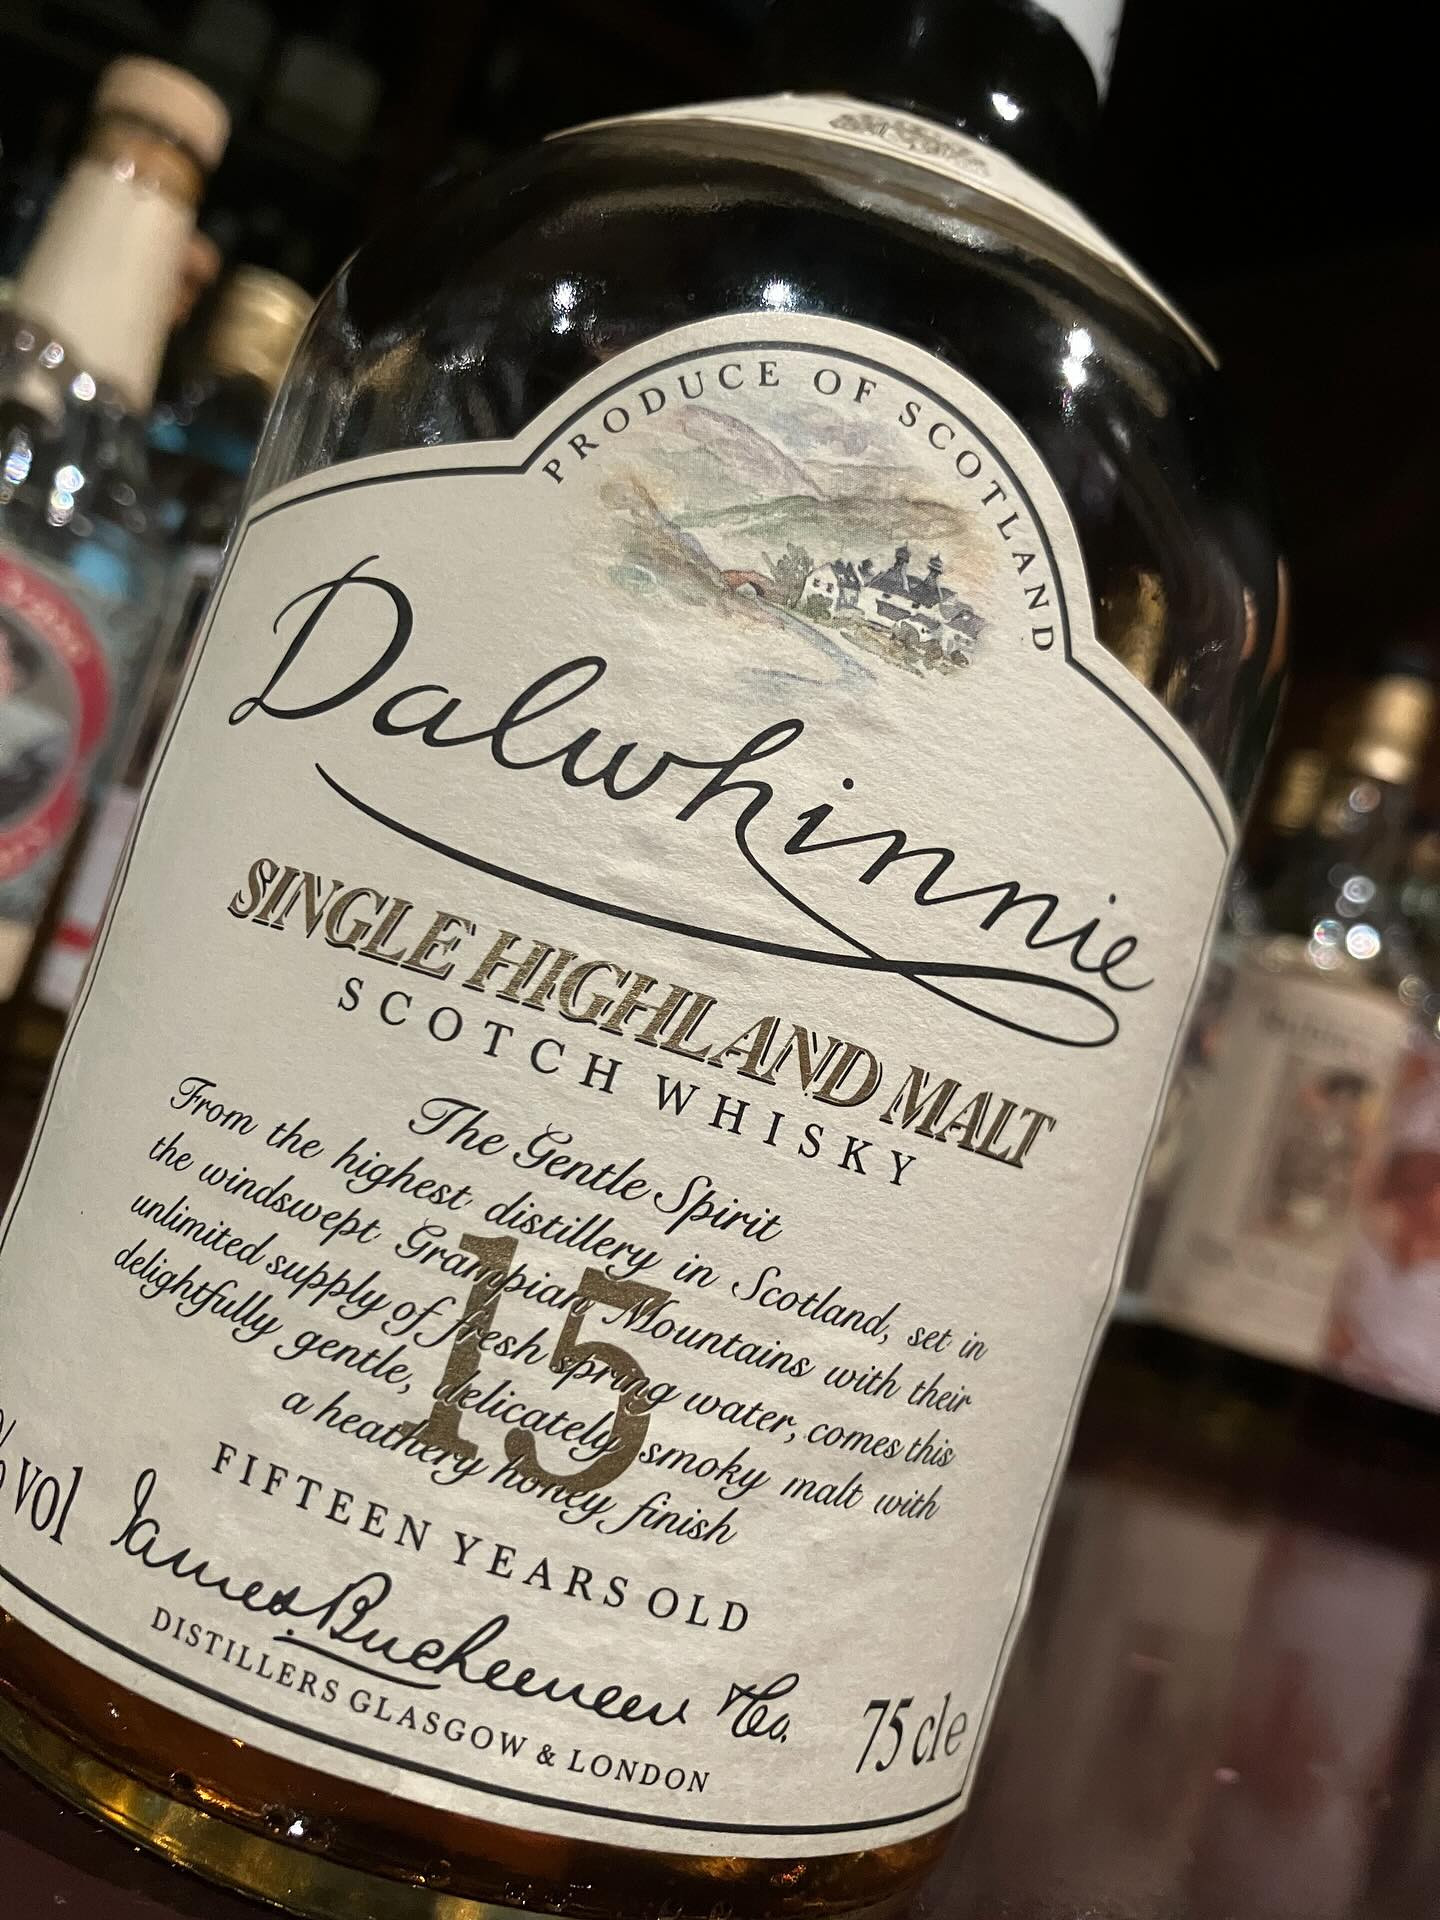 PRODUCE OF SCOTLAND
Dalwhinnie
SINGLE HIGHLAND MALT
SCOTCH WHISKY
The Gentle Spirit
From the highest distillery in Scotland, set in
the windswept Grampian Mountains with their
unlimited supply of fresh spring water, comes this
delightfully gentle, delicately smoky malt with
a heathery honey finish
15
FIFTEEN YEARS OLD
% vol
James Buchanan & Co.
DISTILLERS GLASGOW & LONDON
75 cl e